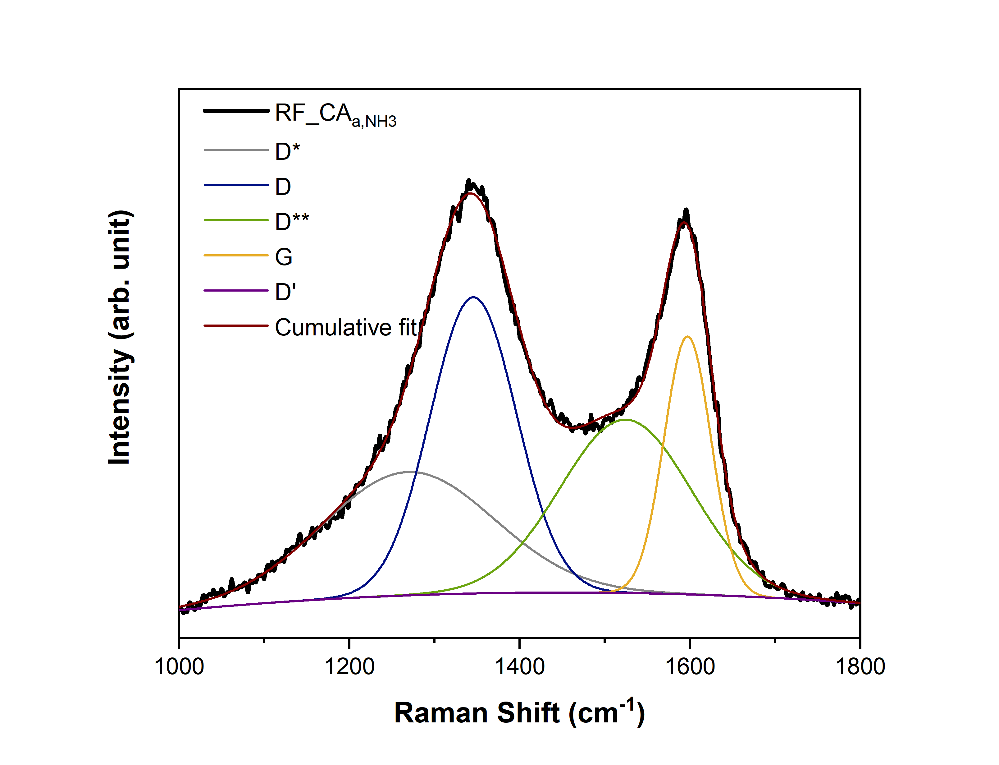 RF_CAa,NH3
D*
D
D**
G
D'
Cumulative fit
Intensity (arb. unit)
1000 1200 1400 1600 1800
Raman Shift (cm-1)